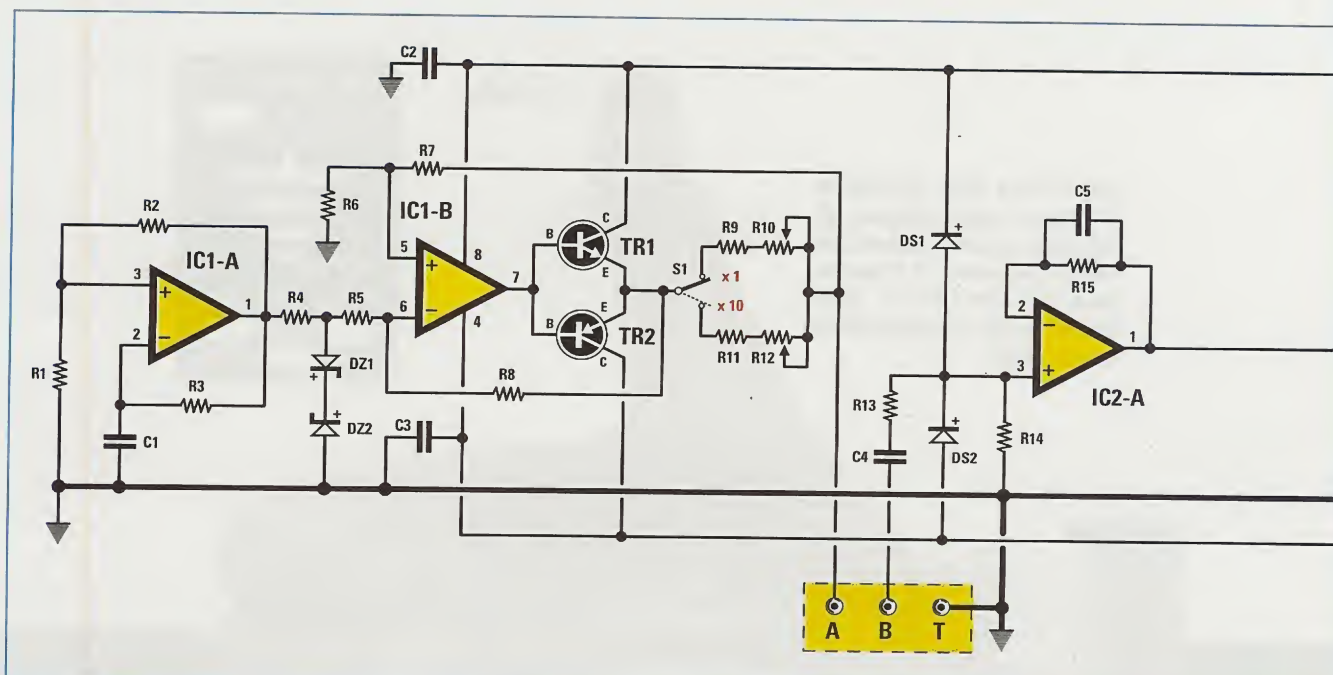 C2
R7
R2
R6
IC1-B
C
B
TR1
R9
R10
C5
DS1
+
IC1-A
5
+
8
E
S1
x 1
R15
3
+
R4
R5
7
x 10
2
-
1
2
-
1
6
-
4
E
B
TR2
C
R11
R12
3
+
IC2-A
R1
R3
DZ1
+
R8
R13
+
C1
+
DZ2
C3
C4
DS2
R14
A
B
T